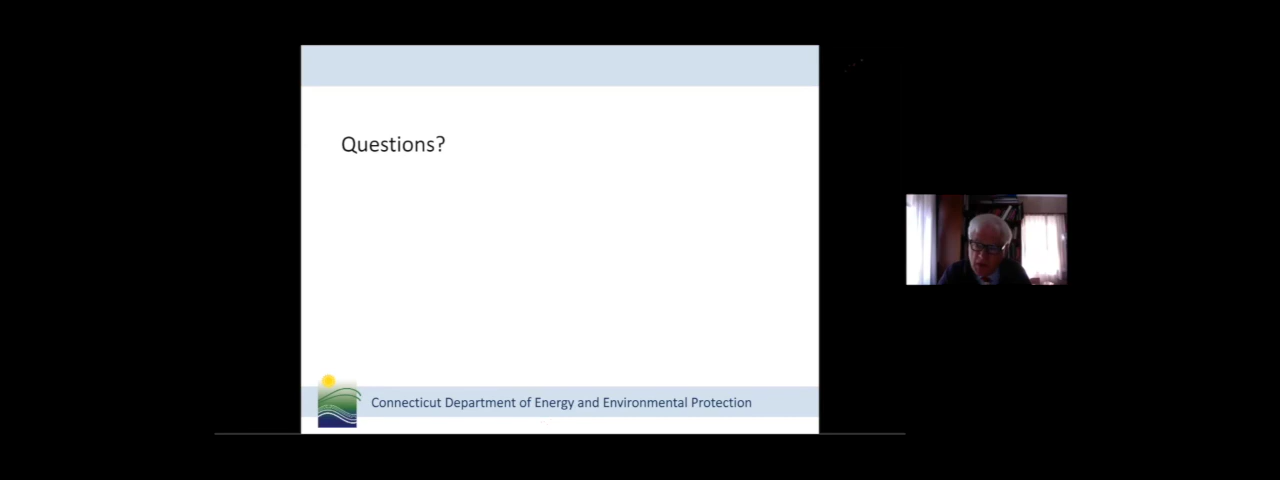 Questions?
Connecticut Department of Energy and Environmental Protection